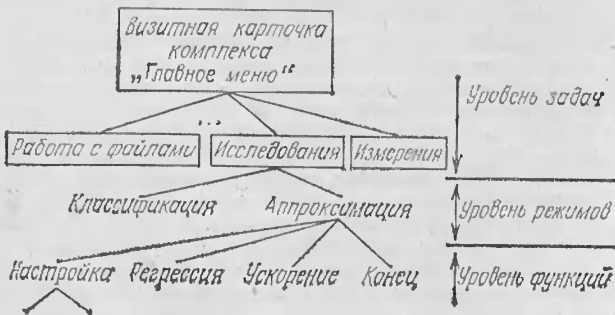 Визитная карточка
комплекса
„Главное меню“
Уровень задач
...
Работа с файлами Исследования Измерения
Классификация Аппроксимация Уровень режимов
Настройка Регрессия Ускорение Конец Уровень функций